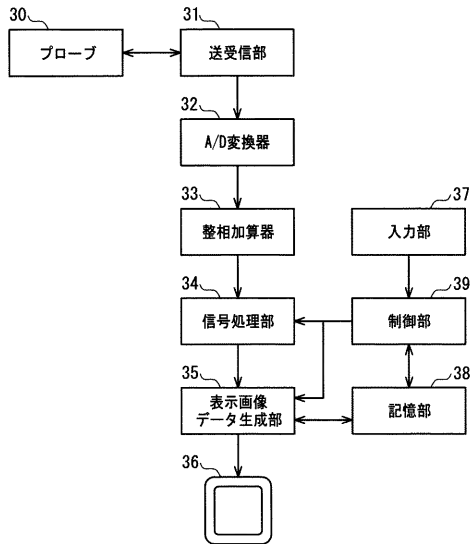 30
プローブ
31
送受信部
32
A/D変換器
33
整相加算器
37
入力部
34
信号処理部
39
制御部
35
表示画像
データ生成部
38
記憶部
36